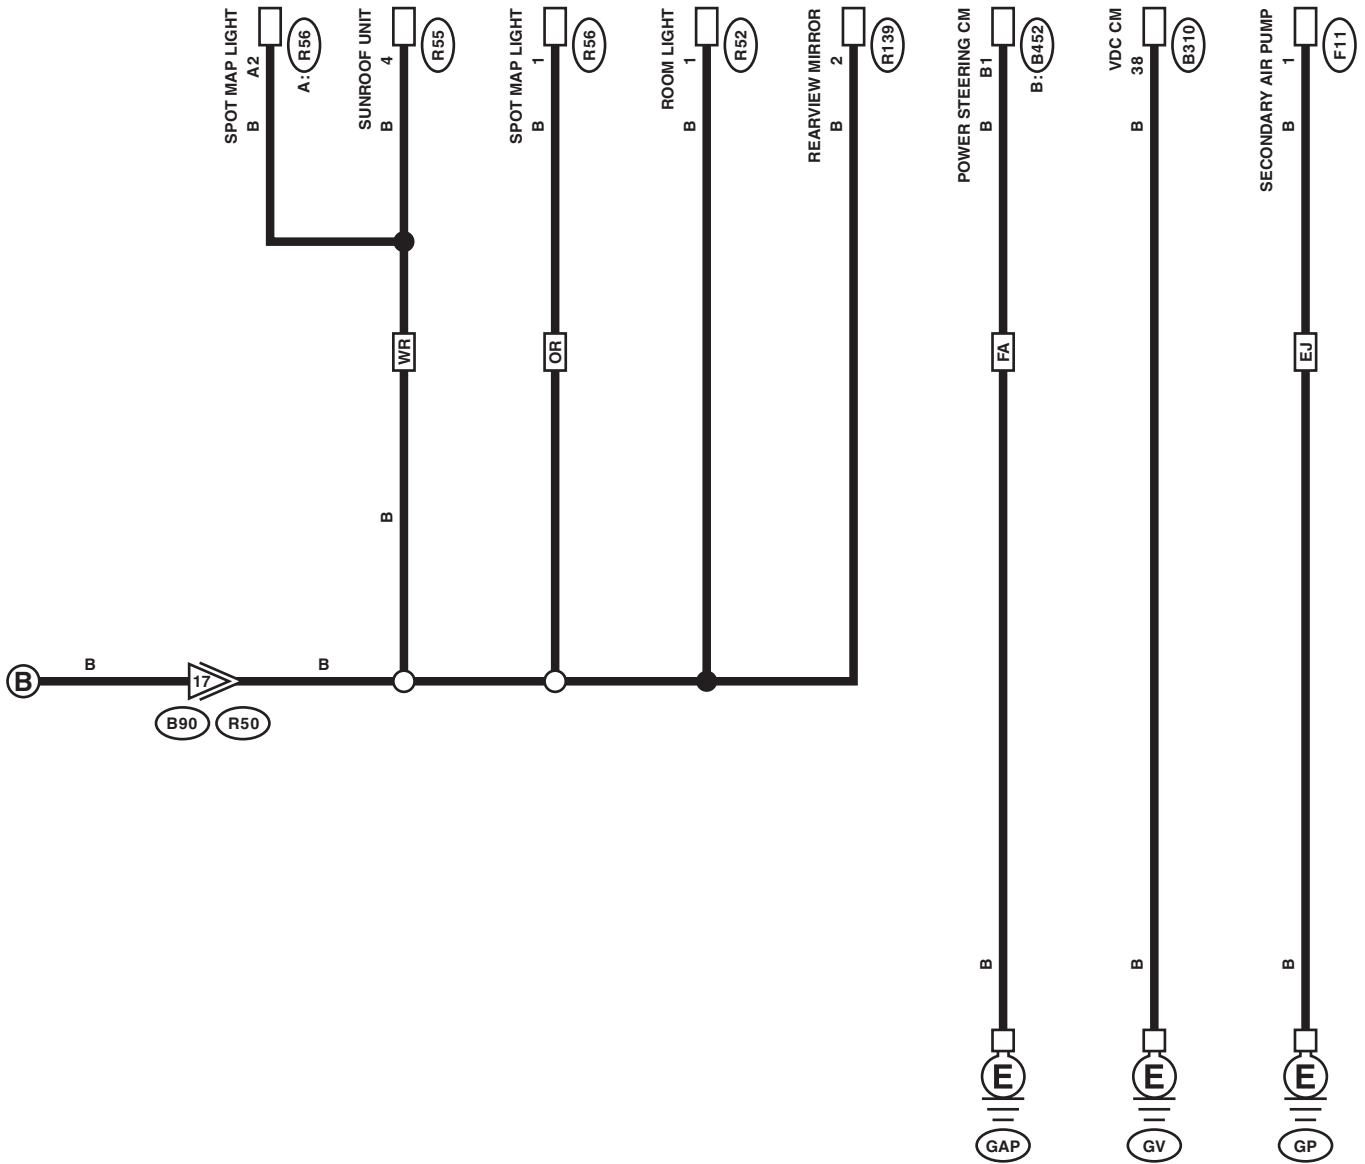 SPOT MAP LIGHT
A2
A: R56
B
SUNROOF UNIT
4
R55
B
SPOT MAP LIGHT
1
R56
B
ROOM LIGHT
1
R52
B
REARVIEW MIRROR
2
R139
B
POWER STEERING CM
B1
B: B452
B
VDC CM
38
B310
B
SECONDARY AIR PUMP
1
F11
B
WR
OR
FA
EJ
B
B
B
17
B
B90
R50
B
B
B
E
E
E
GAP
GV
GP